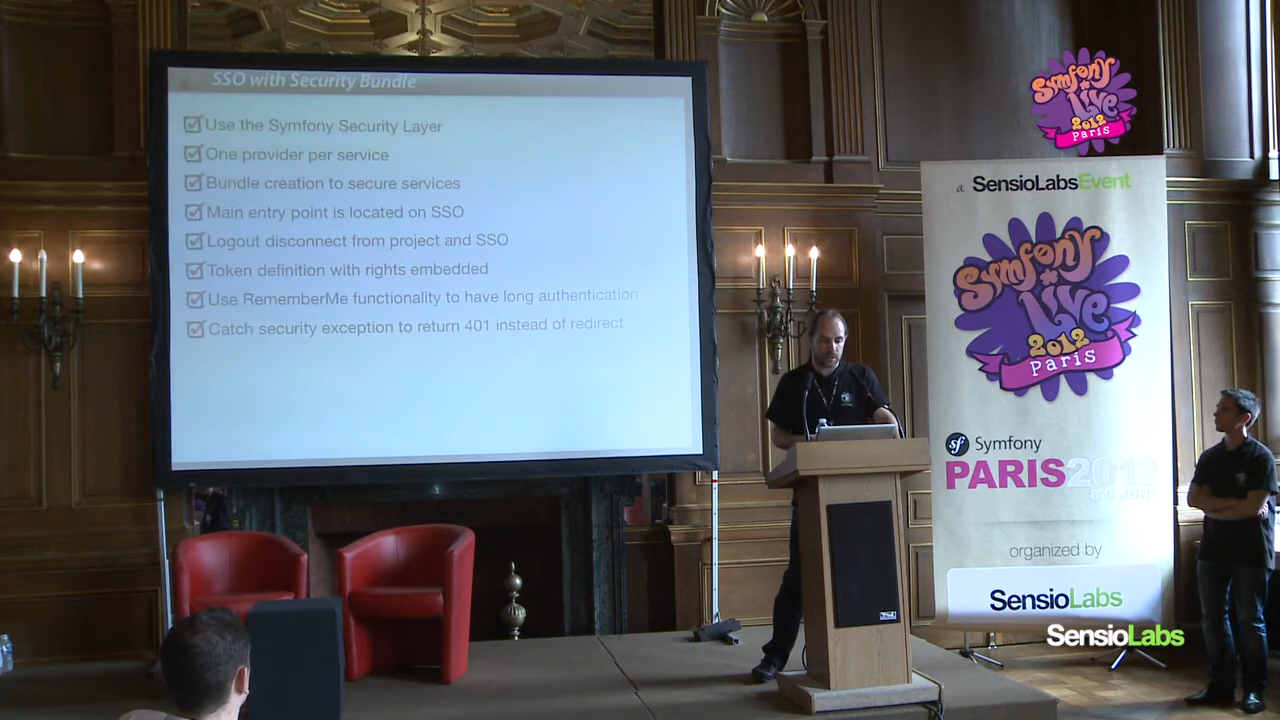 SSO with Security Bundle
Use the Symfony Security Layer
One provider per service
Bundle creation to secure services
Main entry point is located on SSO
Logout disconnect from project and SSO
Token definition with rights embedded
Use RememberMe functionality to have long authentication
Catch security exception to return 401 instead of redirect
Symfony
Live
2012
Paris
a SensioLabsEvent
Symfony
Live
2012
Paris
sf Symfony
PARIS2012
organized by
SensioLabs
SensioLabs